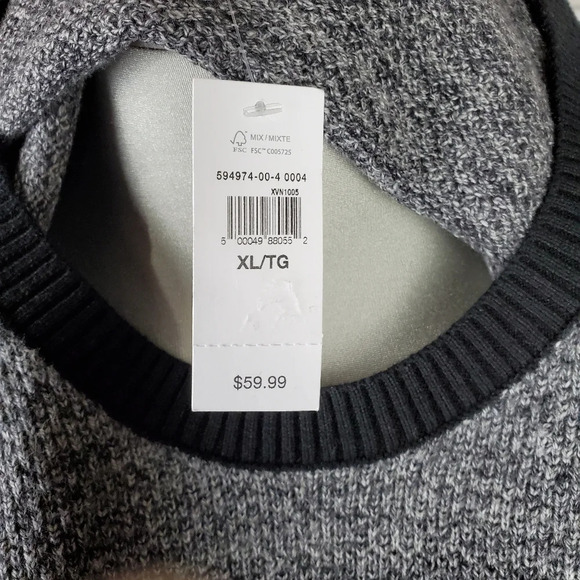 MIX/MIXTE
FSC FSC™ C005725
594974-00-4 0004
XVN1005
5 00049 88055 2
XL/TG
$59.99